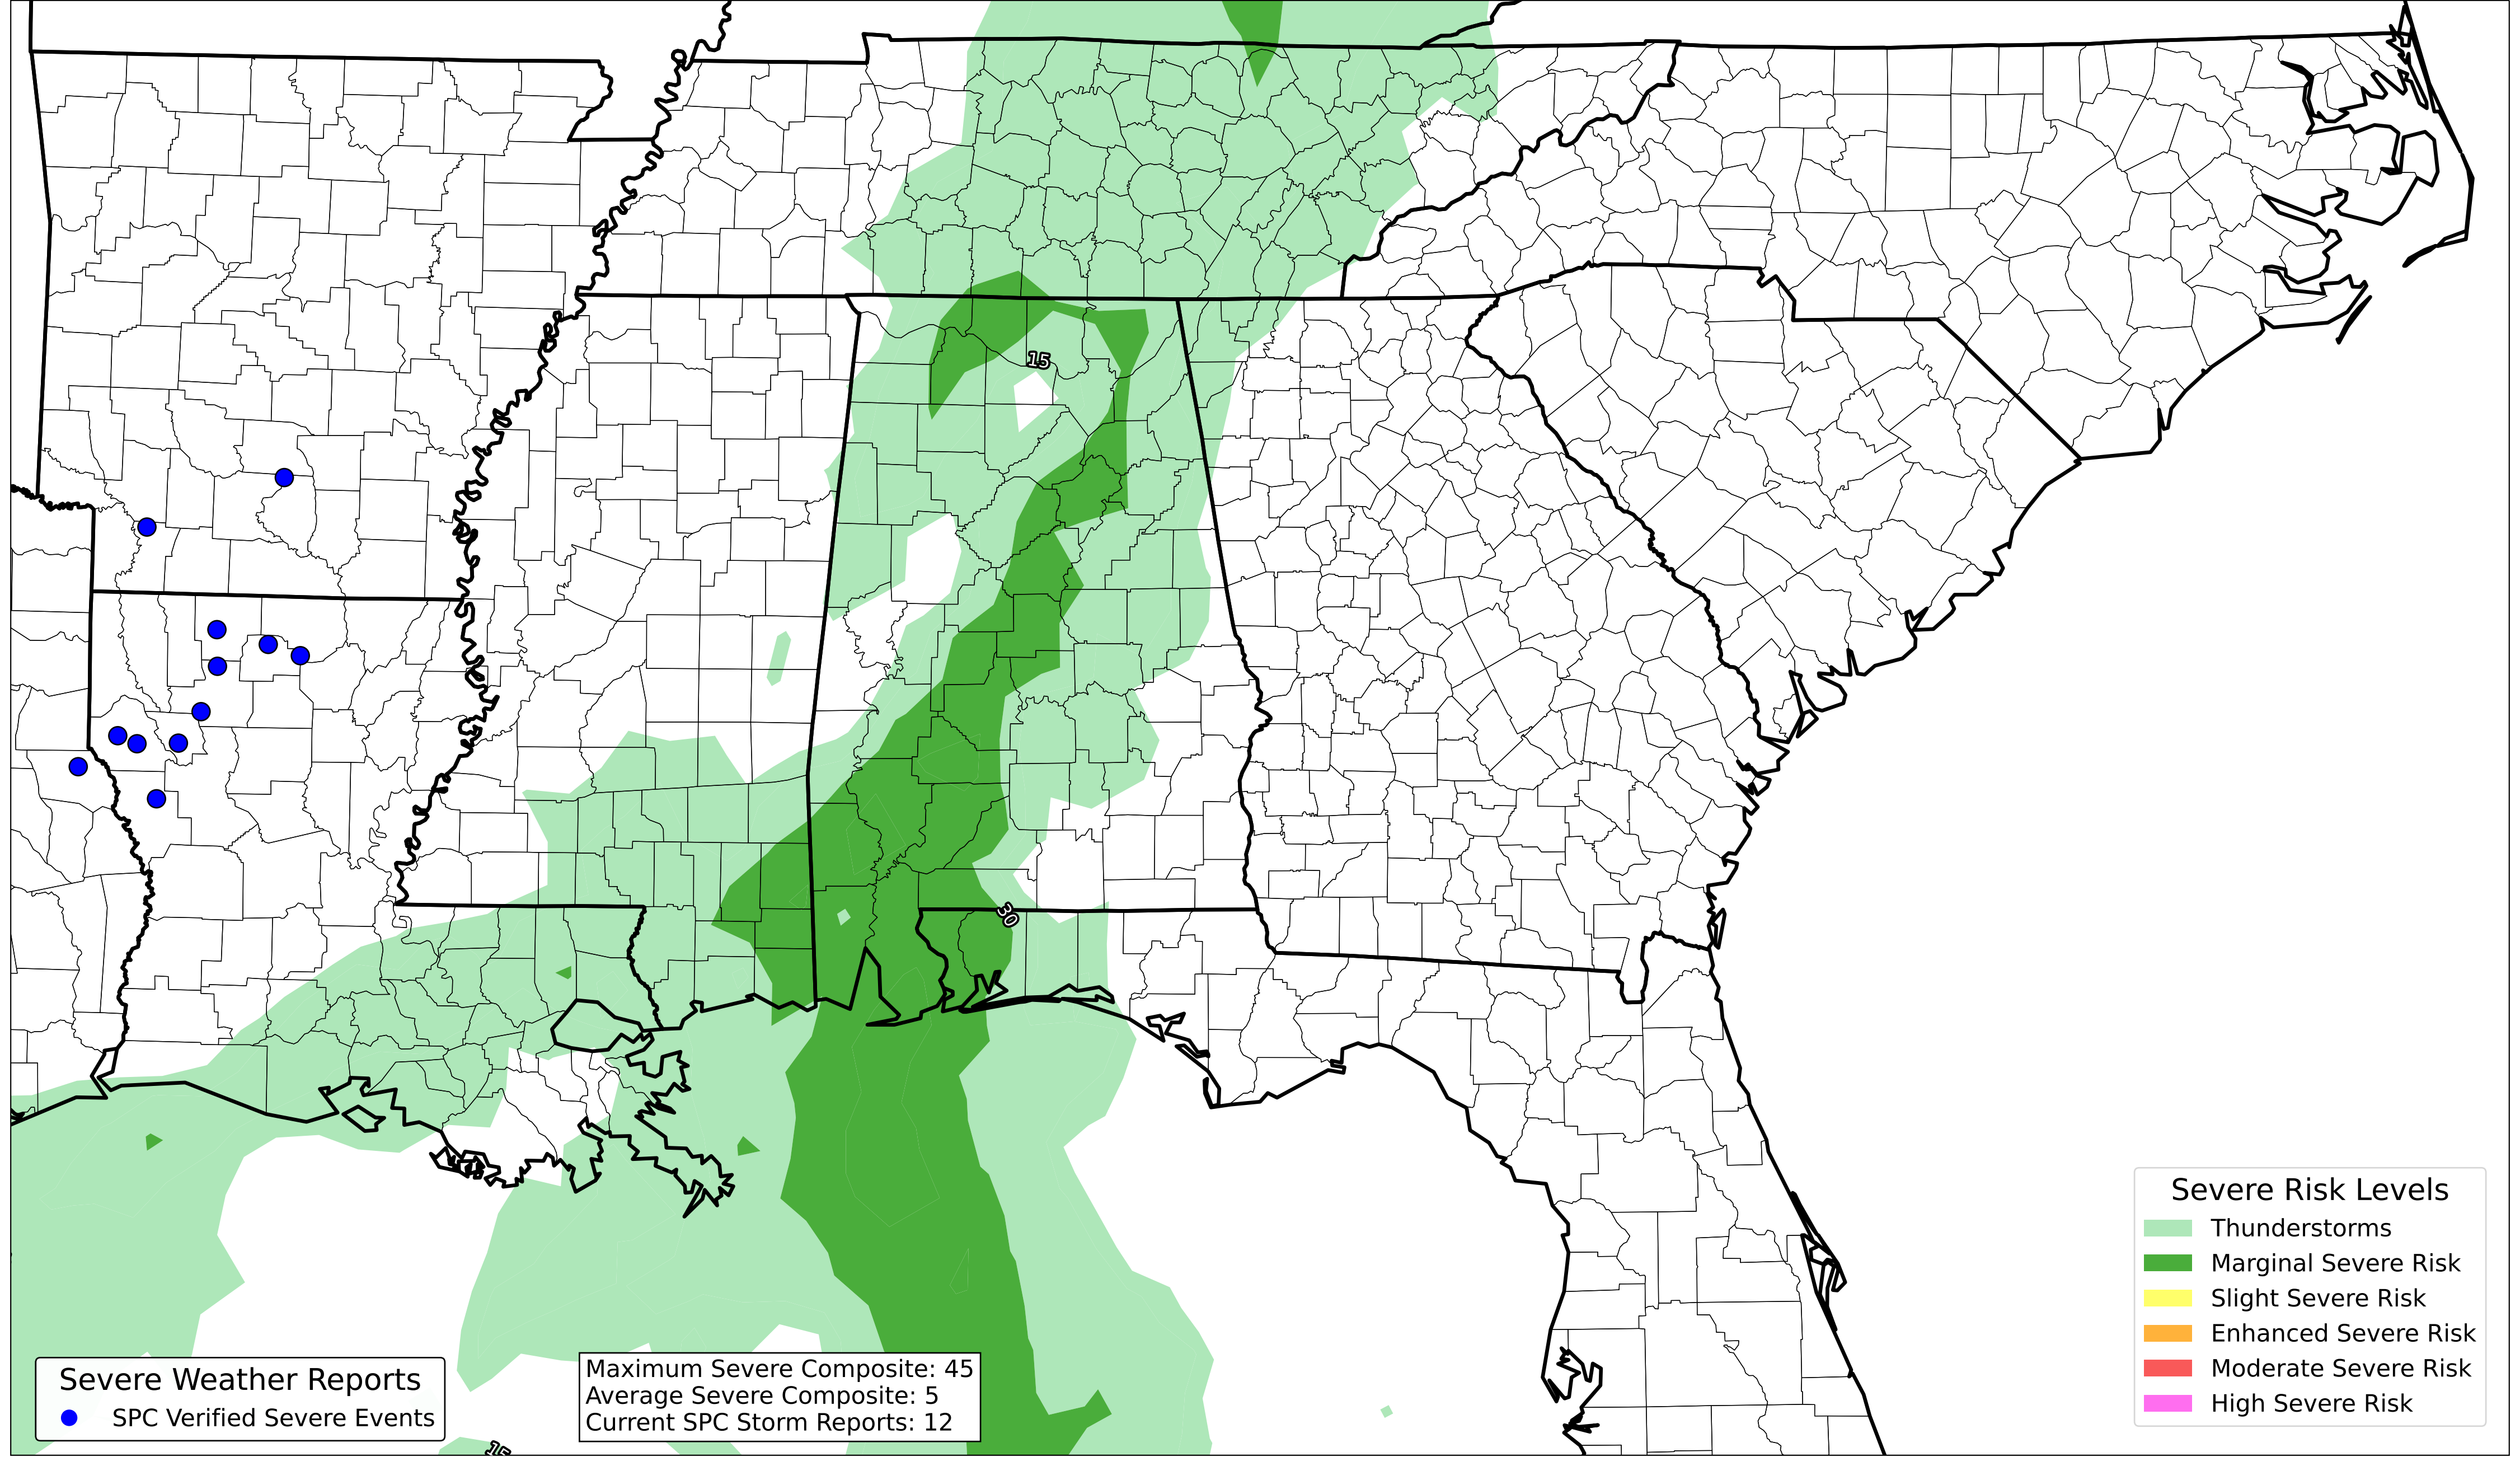 15
30
Severe Risk Levels
Thunderstorms
Marginal Severe Risk
Slight Severe Risk
Enhanced Severe Risk
Moderate Severe Risk
High Severe Risk
Severe Weather Reports
SPC Verified Severe Events
Maximum Severe Composite: 45
Average Severe Composite: 5
Current SPC Storm Reports: 12
15